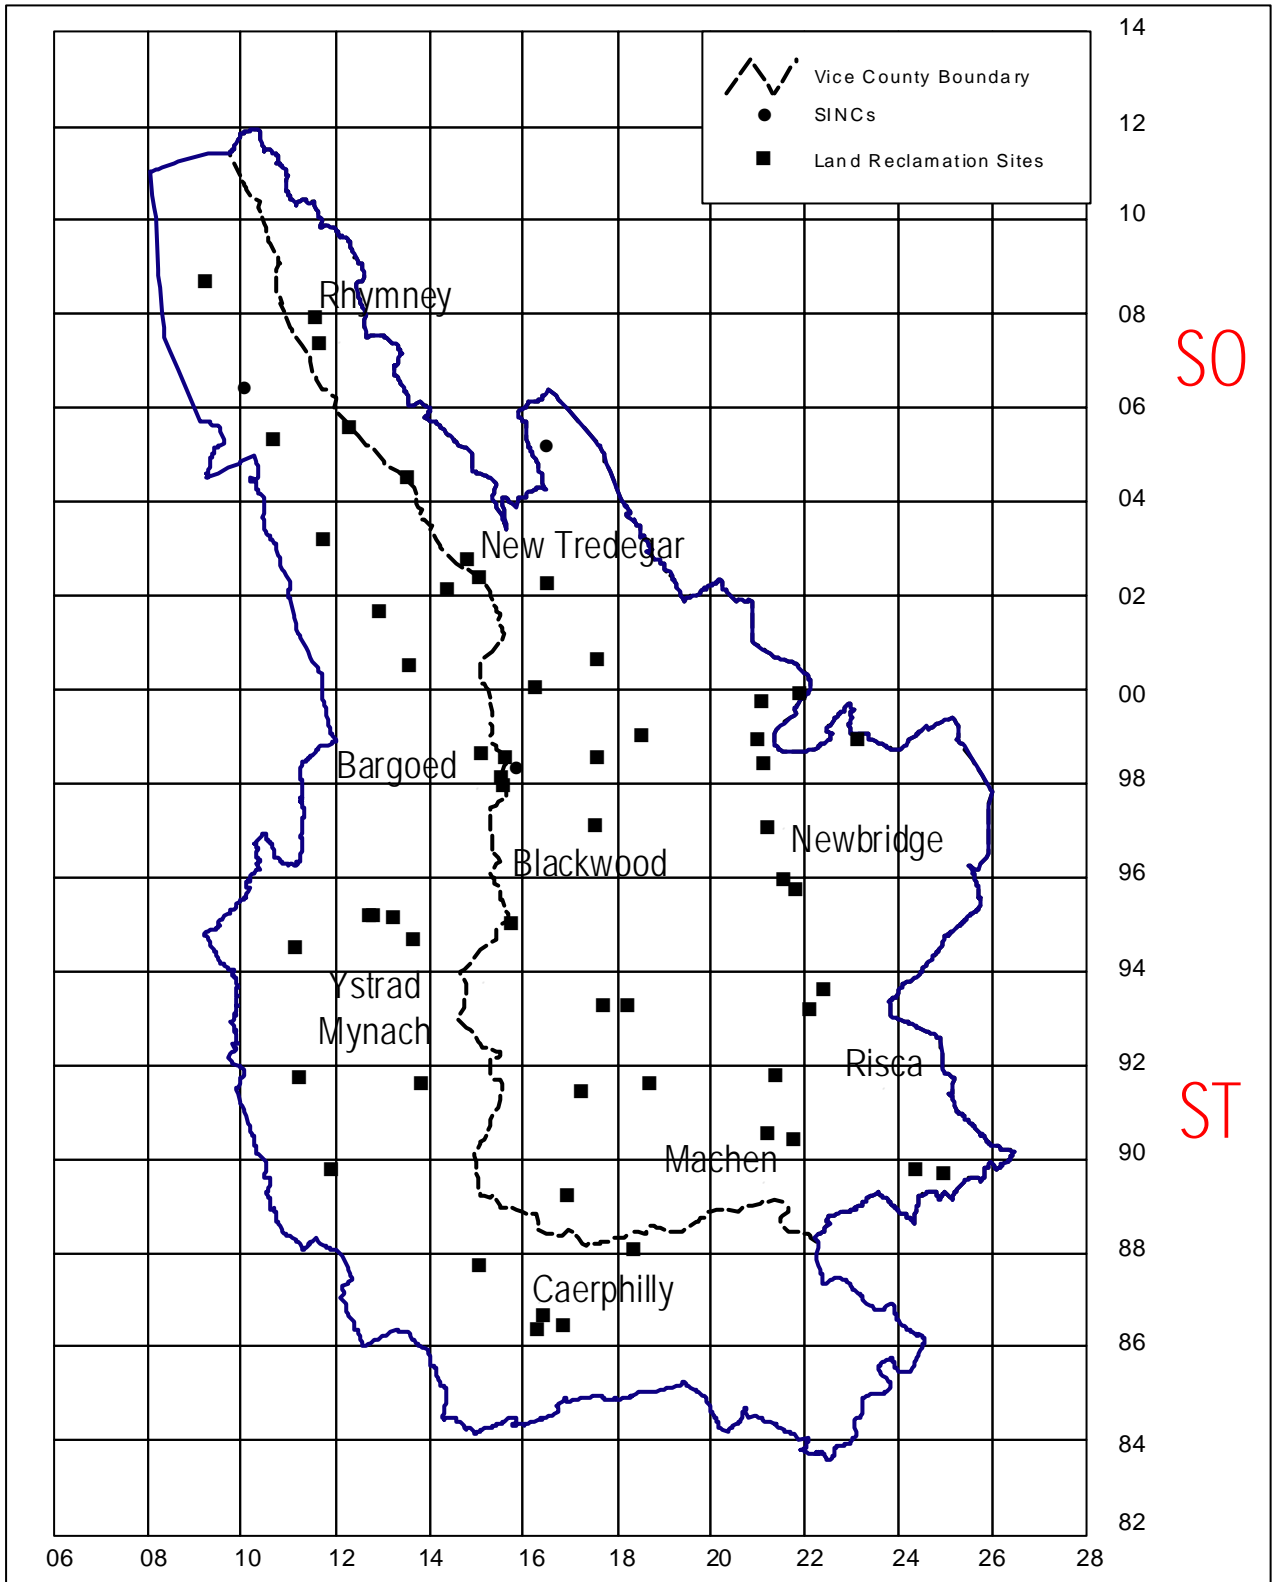 14
Vice County Boundary
SINCs
12
Land Reclamation Sites
10
Rhymney
08
SO
06
04
New Tredegar
02
00
Bargoed
98
Newbridge
Blackwood
96
94
Ystrad
Mynach
92
Risca
ST
Machen
90
88
Caerphilly
86
84
82
06 08 10 12 14 16 18 20 22 24 26 28